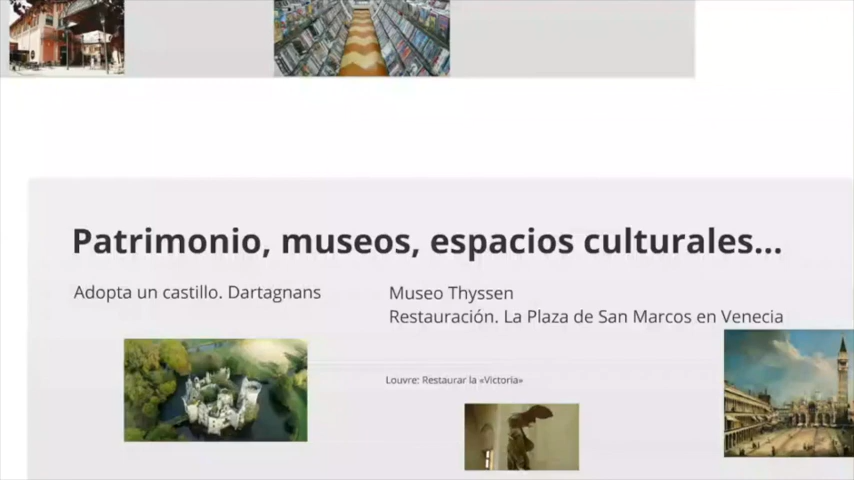 Patrimonio, museos, espacios culturales...
Adopta un castillo. Dartagnans
Museo Thyssen
Restauración. La Plaza de San Marcos en Venecia
Louvre: Restaurar la «Victoria»